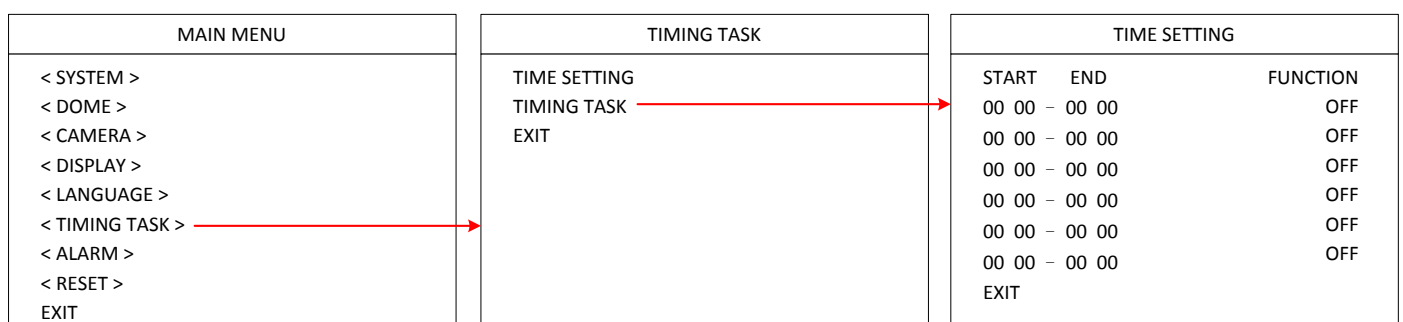 MAIN MENU
< SYSTEM >
< DOME >
< CAMERA >
< DISPLAY >
< LANGUAGE >
< TIMING TASK >
< ALARM >
< RESET >
EXIT
TIMING TASK
TIME SETTING
TIMING TASK
EXIT
TIME SETTING
START END FUNCTION
00 00 – 00 00 OFF
00 00 – 00 00 OFF
00 00 – 00 00 OFF
00 00 – 00 00 OFF
00 00 – 00 00 OFF
00 00 – 00 00 OFF
EXIT